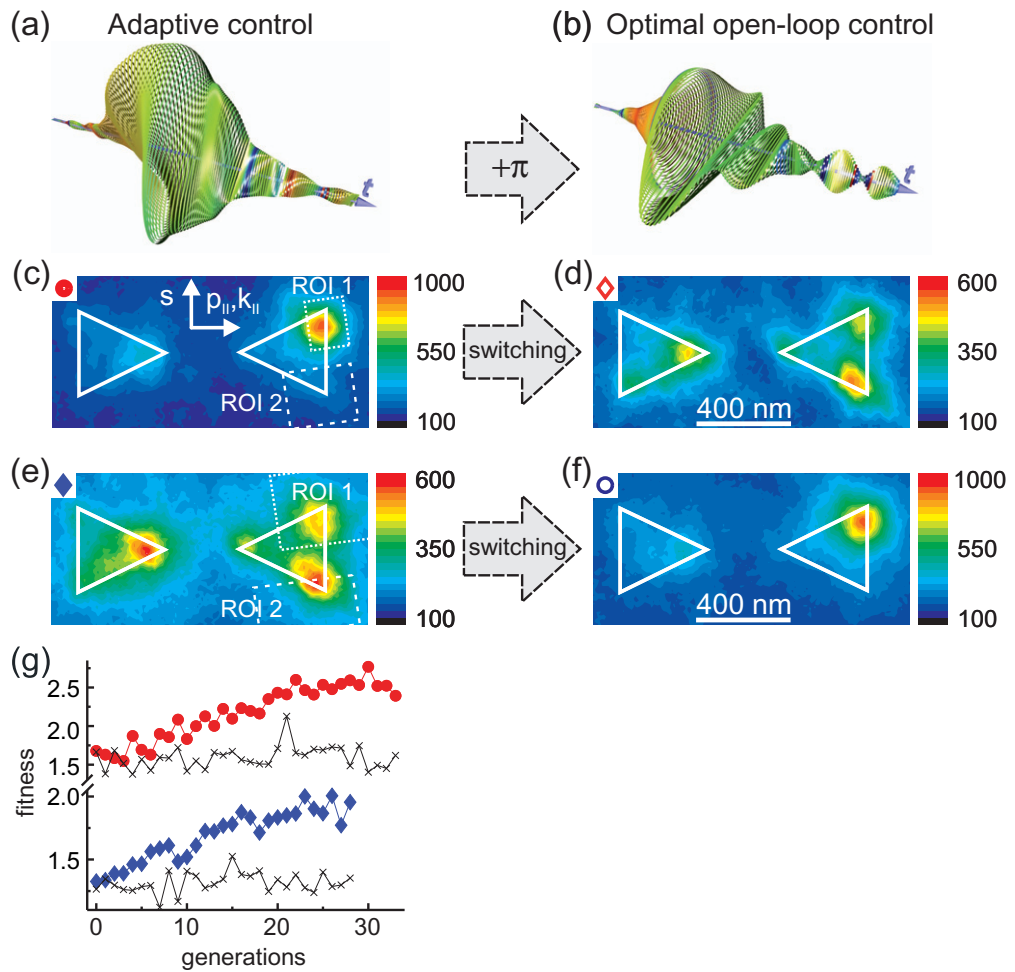 (a) Adaptive control
(b) Optimal open-loop control
t
+π
t
(c)
s
p||,k||
ROI 1
ROI 2
1000
550
100
switching
(d)
400 nm
600
350
100
(e)
ROI 1
ROI 2
600
350
100
switching
(f)
400 nm
1000
550
100
(g)
2.5
2.0
1.5
2.0
1.5
fitness
0 10 20 30
generations